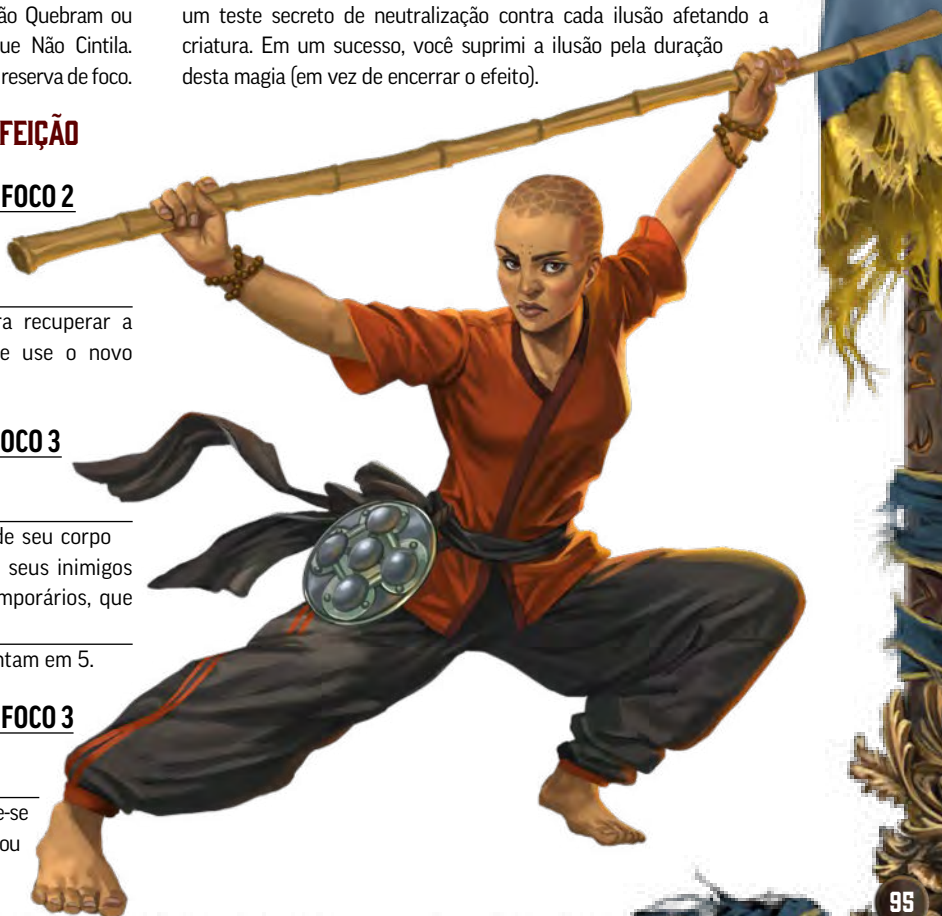 ão Quebram ou
que Não Cintila.
reserva de foco.
FEIÇÃO
FOCO 2
ra recuperar a
e use o novo
OCO 3
de seu corpo
seus inimigos
mporários, que
ntam em 5.
FOCO 3
e-se
ou
um teste secreto de neutralização contra cada ilusão afetando a
criatura. Em um sucesso, você suprimi a ilusão pela duração
desta magia (em vez de encerrar o efeito).
95